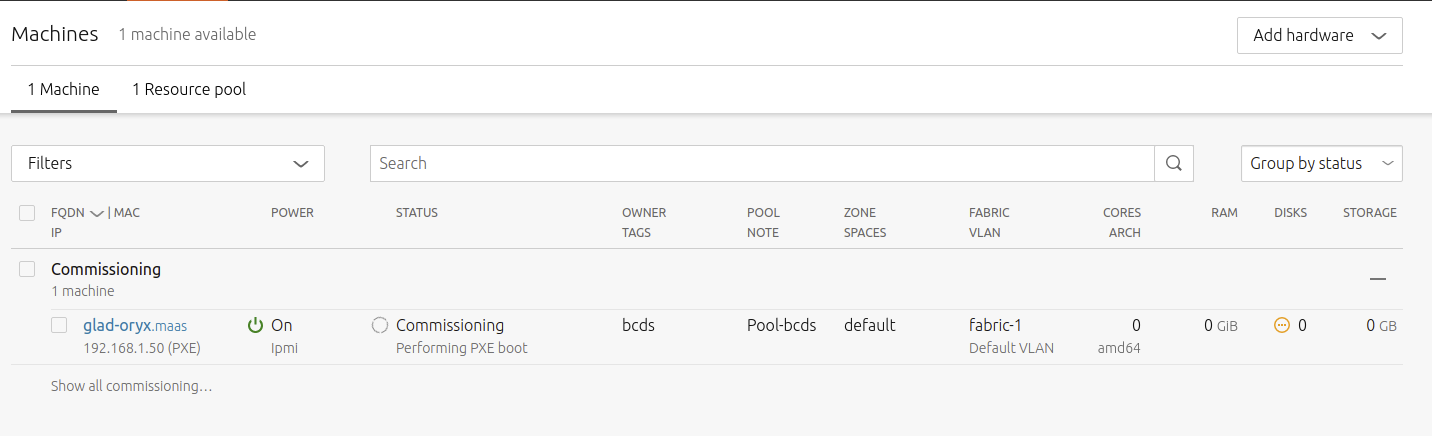 Machines 1 machine available
Add hardware
1 Machine 1 Resource pool
Filters
Search
Group by status
FQDN | MAC POWER STATUS OWNER POOL ZONE FABRIC CORES RAM DISKS STORAGE
IP TAGS NOTE SPACES VLAN ARCH
Commissioning
1 machine
glad-oryx.maas On Commissioning bcds Pool-bcds default fabric-1 0 0 GiB 0 0 GB
192.168.1.50 (PXE) Ipmi Performing PXE boot Default VLAN amd64
Show all commissioning...